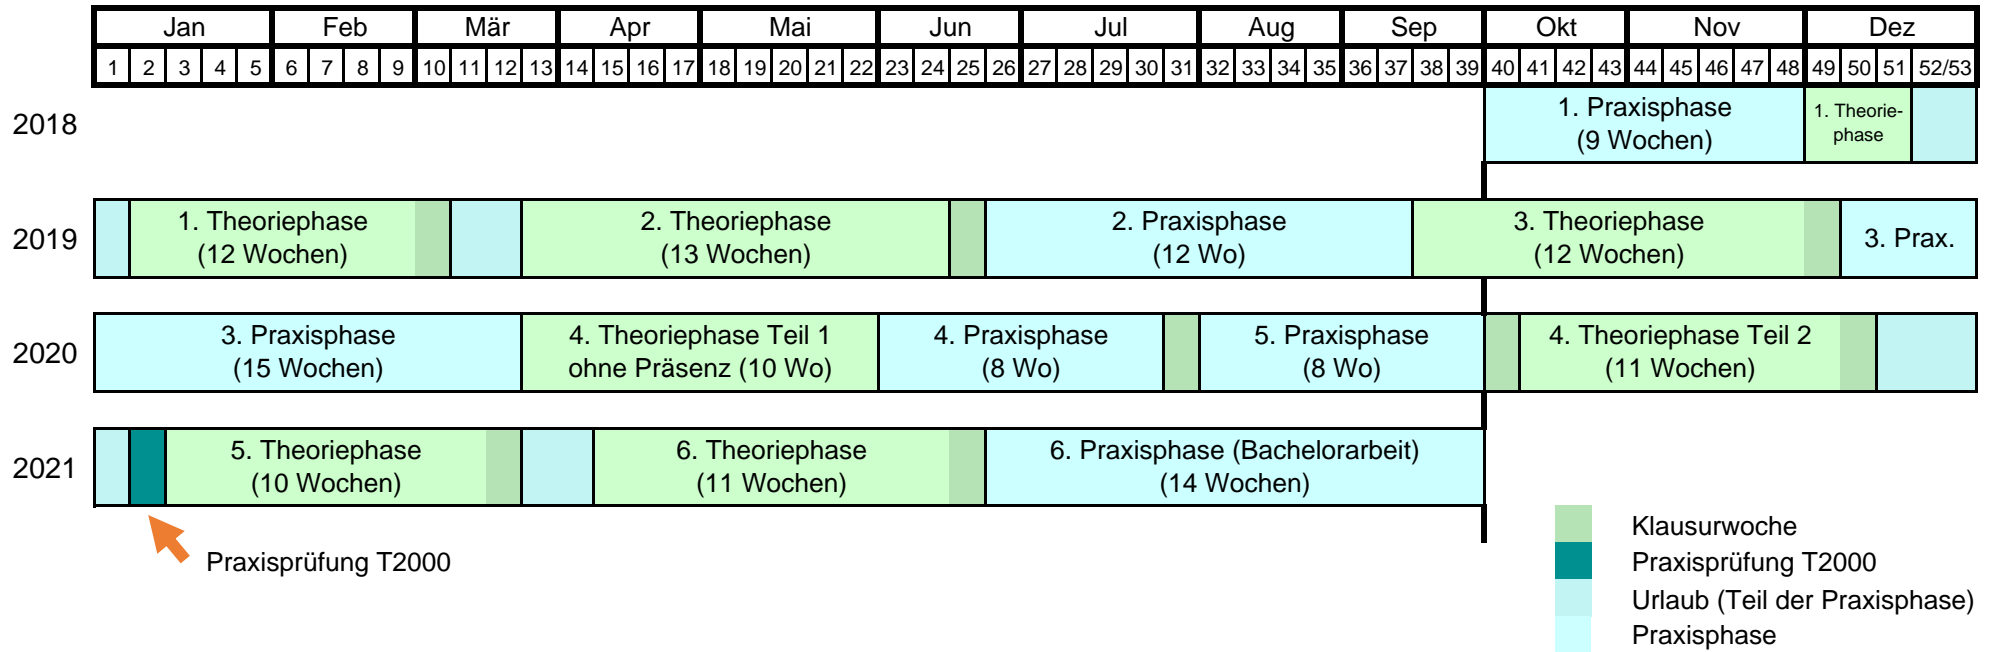 Jan Feb Mär Apr Mai Jun Jul Aug Sep Okt Nov Dez
1 2 3 4 5 6 7 8 9 10 11 12 13 14 15 16 17 18 19 20 21 22 23 24 25 26 27 28 29 30 31 32 33 34 35 36 37 38 39 40 41 42 43 44 45 46 47 48 49 50 51 52/53
2018
1. Praxisphase
(9 Wochen)
1. Theorie-
phase
2019
1. Theoriephase
(12 Wochen)
2. Theoriephase
(13 Wochen)
2. Praxisphase
(12 Wo)
3. Theoriephase
(12 Wochen)
3. Prax.
2020
3. Praxisphase
(15 Wochen)
4. Theoriephase Teil 1
ohne Präsenz (10 Wo)
4. Praxisphase
(8 Wo)
5. Praxisphase
(8 Wo)
4. Theoriephase Teil 2
(11 Wochen)
2021
5. Theoriephase
(10 Wochen)
6. Theoriephase
(11 Wochen)
6. Praxisphase (Bachelorarbeit)
(14 Wochen)
Praxisprüfung T2000
Klausurwoche
Praxisprüfung T2000
Urlaub (Teil der Praxisphase)
Praxisphase